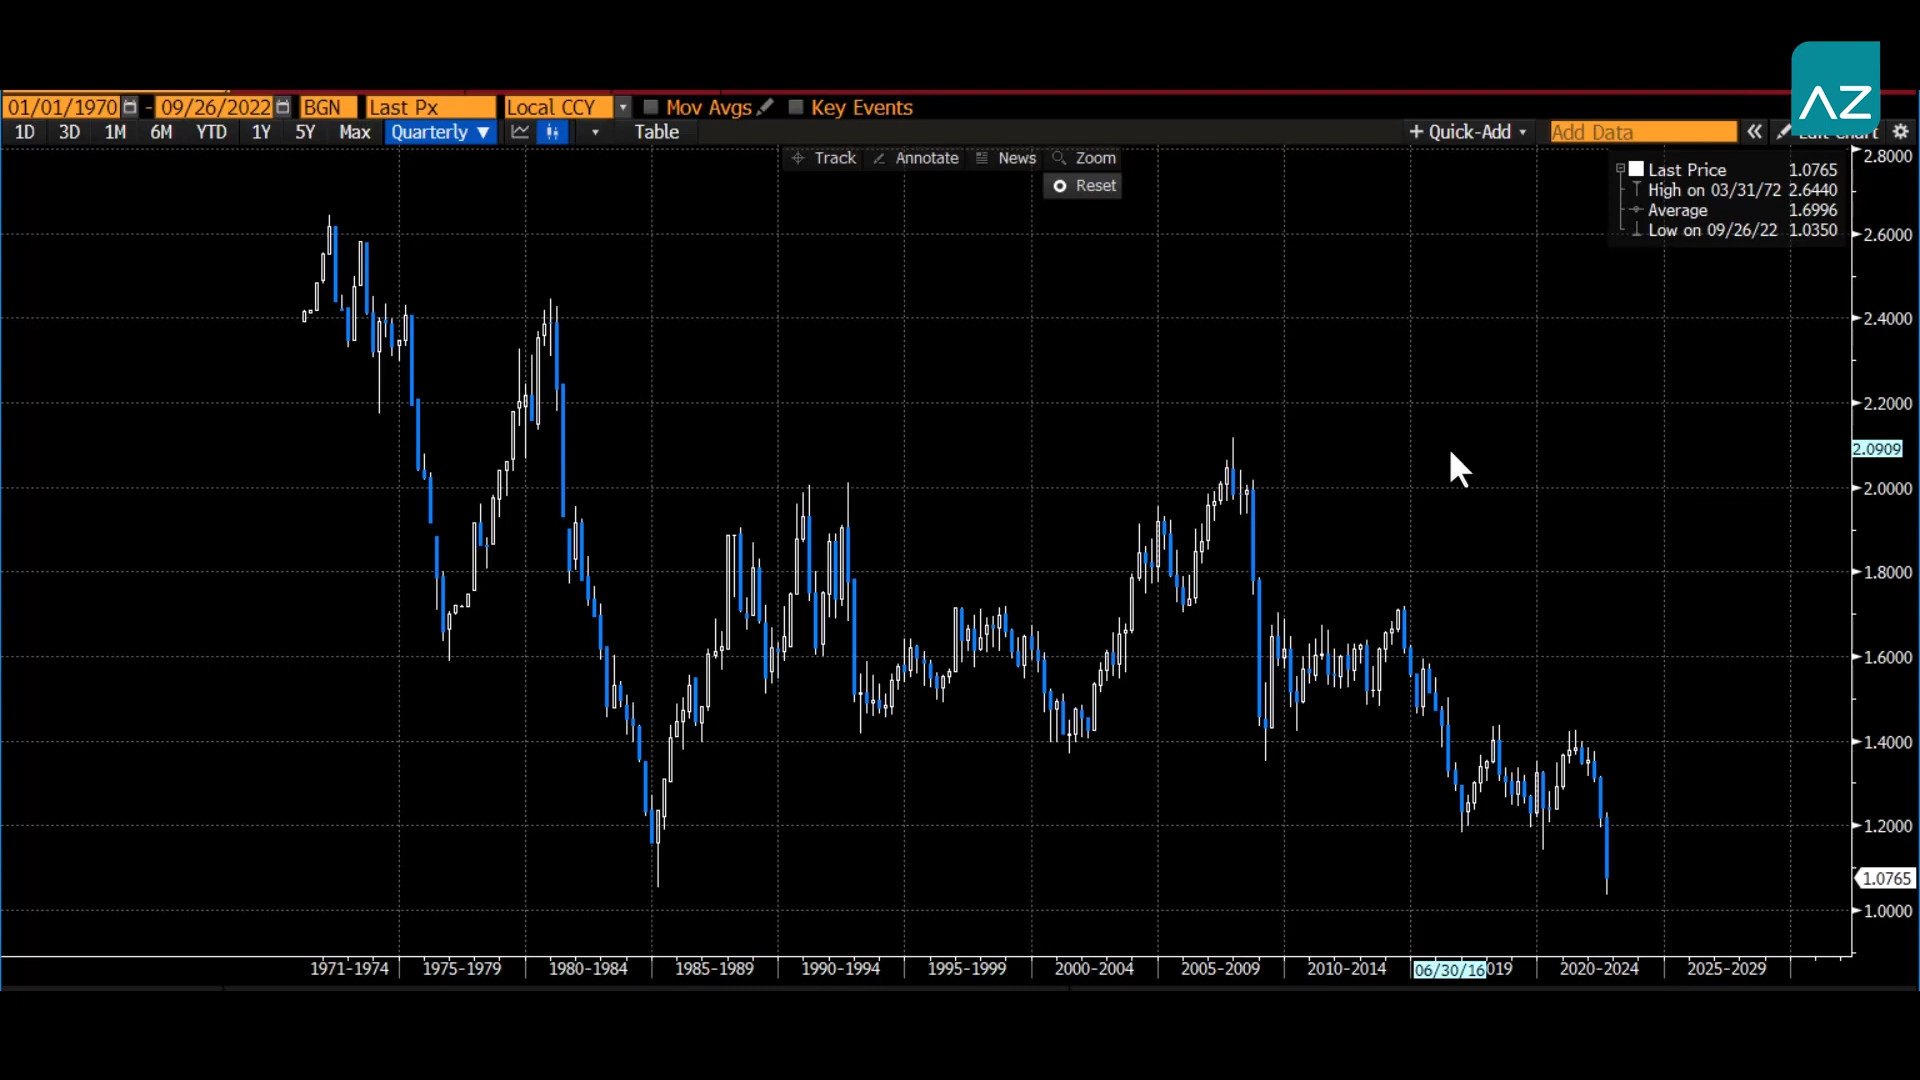 AZ
01/01/1970 - 09/26/2022 BGN Last Px Local CCY Mov Avgs Key Events
1D 3D 1M 6M YTD 1Y 5Y Max Quarterly ▼ Table + Quick-Add Add Data « Edit Chart
Track Annotate News Zoom
Reset
Last Price 1.0765
High on 03/31/72 2.6440
Average 1.6996
Low on 09/26/22 1.0350
2.8000
2.6000
2.4000
2.2000
2.0909
2.0000
1.8000
1.6000
1.4000
1.2000
1.0765
1.0000
1971-1974 1975-1979 1980-1984 1985-1989 1990-1994 1995-1999 2000-2004 2005-2009 2010-2014 06/30/16 019 2020-2024 2025-2029